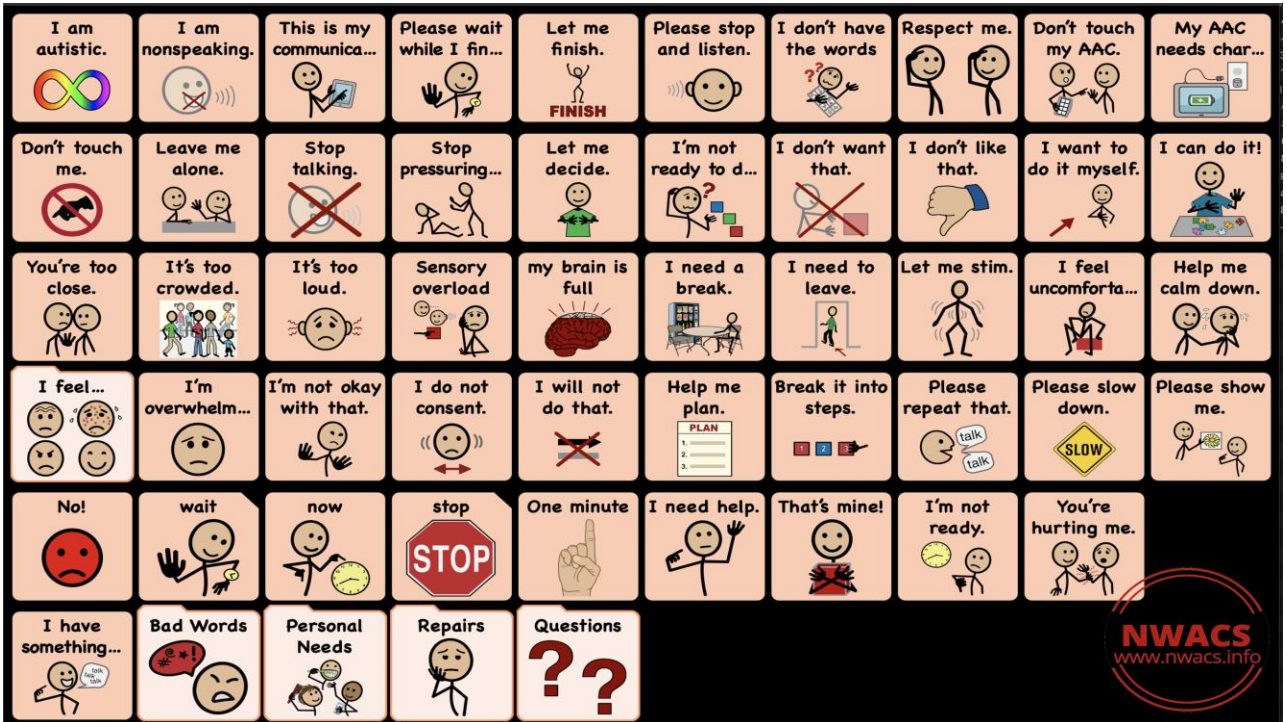 I am
autistic.
I am
nonspeaking.
This is my
communica...
Please wait
while I fin...
Let me
finish.
FINISH
Please stop
and listen.
I don't have
the words
??
Respect me.
Don't touch
my AAC.
My AAC
needs char...
Don't touch
me.
Leave me
alone.
Stop
talking.
Stop
pressuring...
Let me
decide.
I'm not
ready to d...
?
I don't want
that.
I don't like
that.
I want to
do it myself.
I can do it!
You're too
close.
It's too
crowded.
It's too
loud.
Sensory
overload
my brain is
full
I need a
break.
I need to
leave.
Let me stim.
I feel
uncomforta...
Help me
calm down.
I feel...
I'm
overwhelm...
I'm not okay
with that.
I do not
consent.
I will not
do that.
Help me
plan.
PLAN
1.
2.
3.
Break it into
steps.
1 2 3
Please
repeat that.
talk
talk
Please slow
down.
SLOW
Please show
me.
No!
wait
now
stop
STOP
One minute
I need help.
That's mine!
I'm not
ready.
You're
hurting me.
I have
something...
talk
talk
talk
Bad Words
@*!
Personal
Needs
Repairs
Questions
??
NWACS
www.nwacs.info